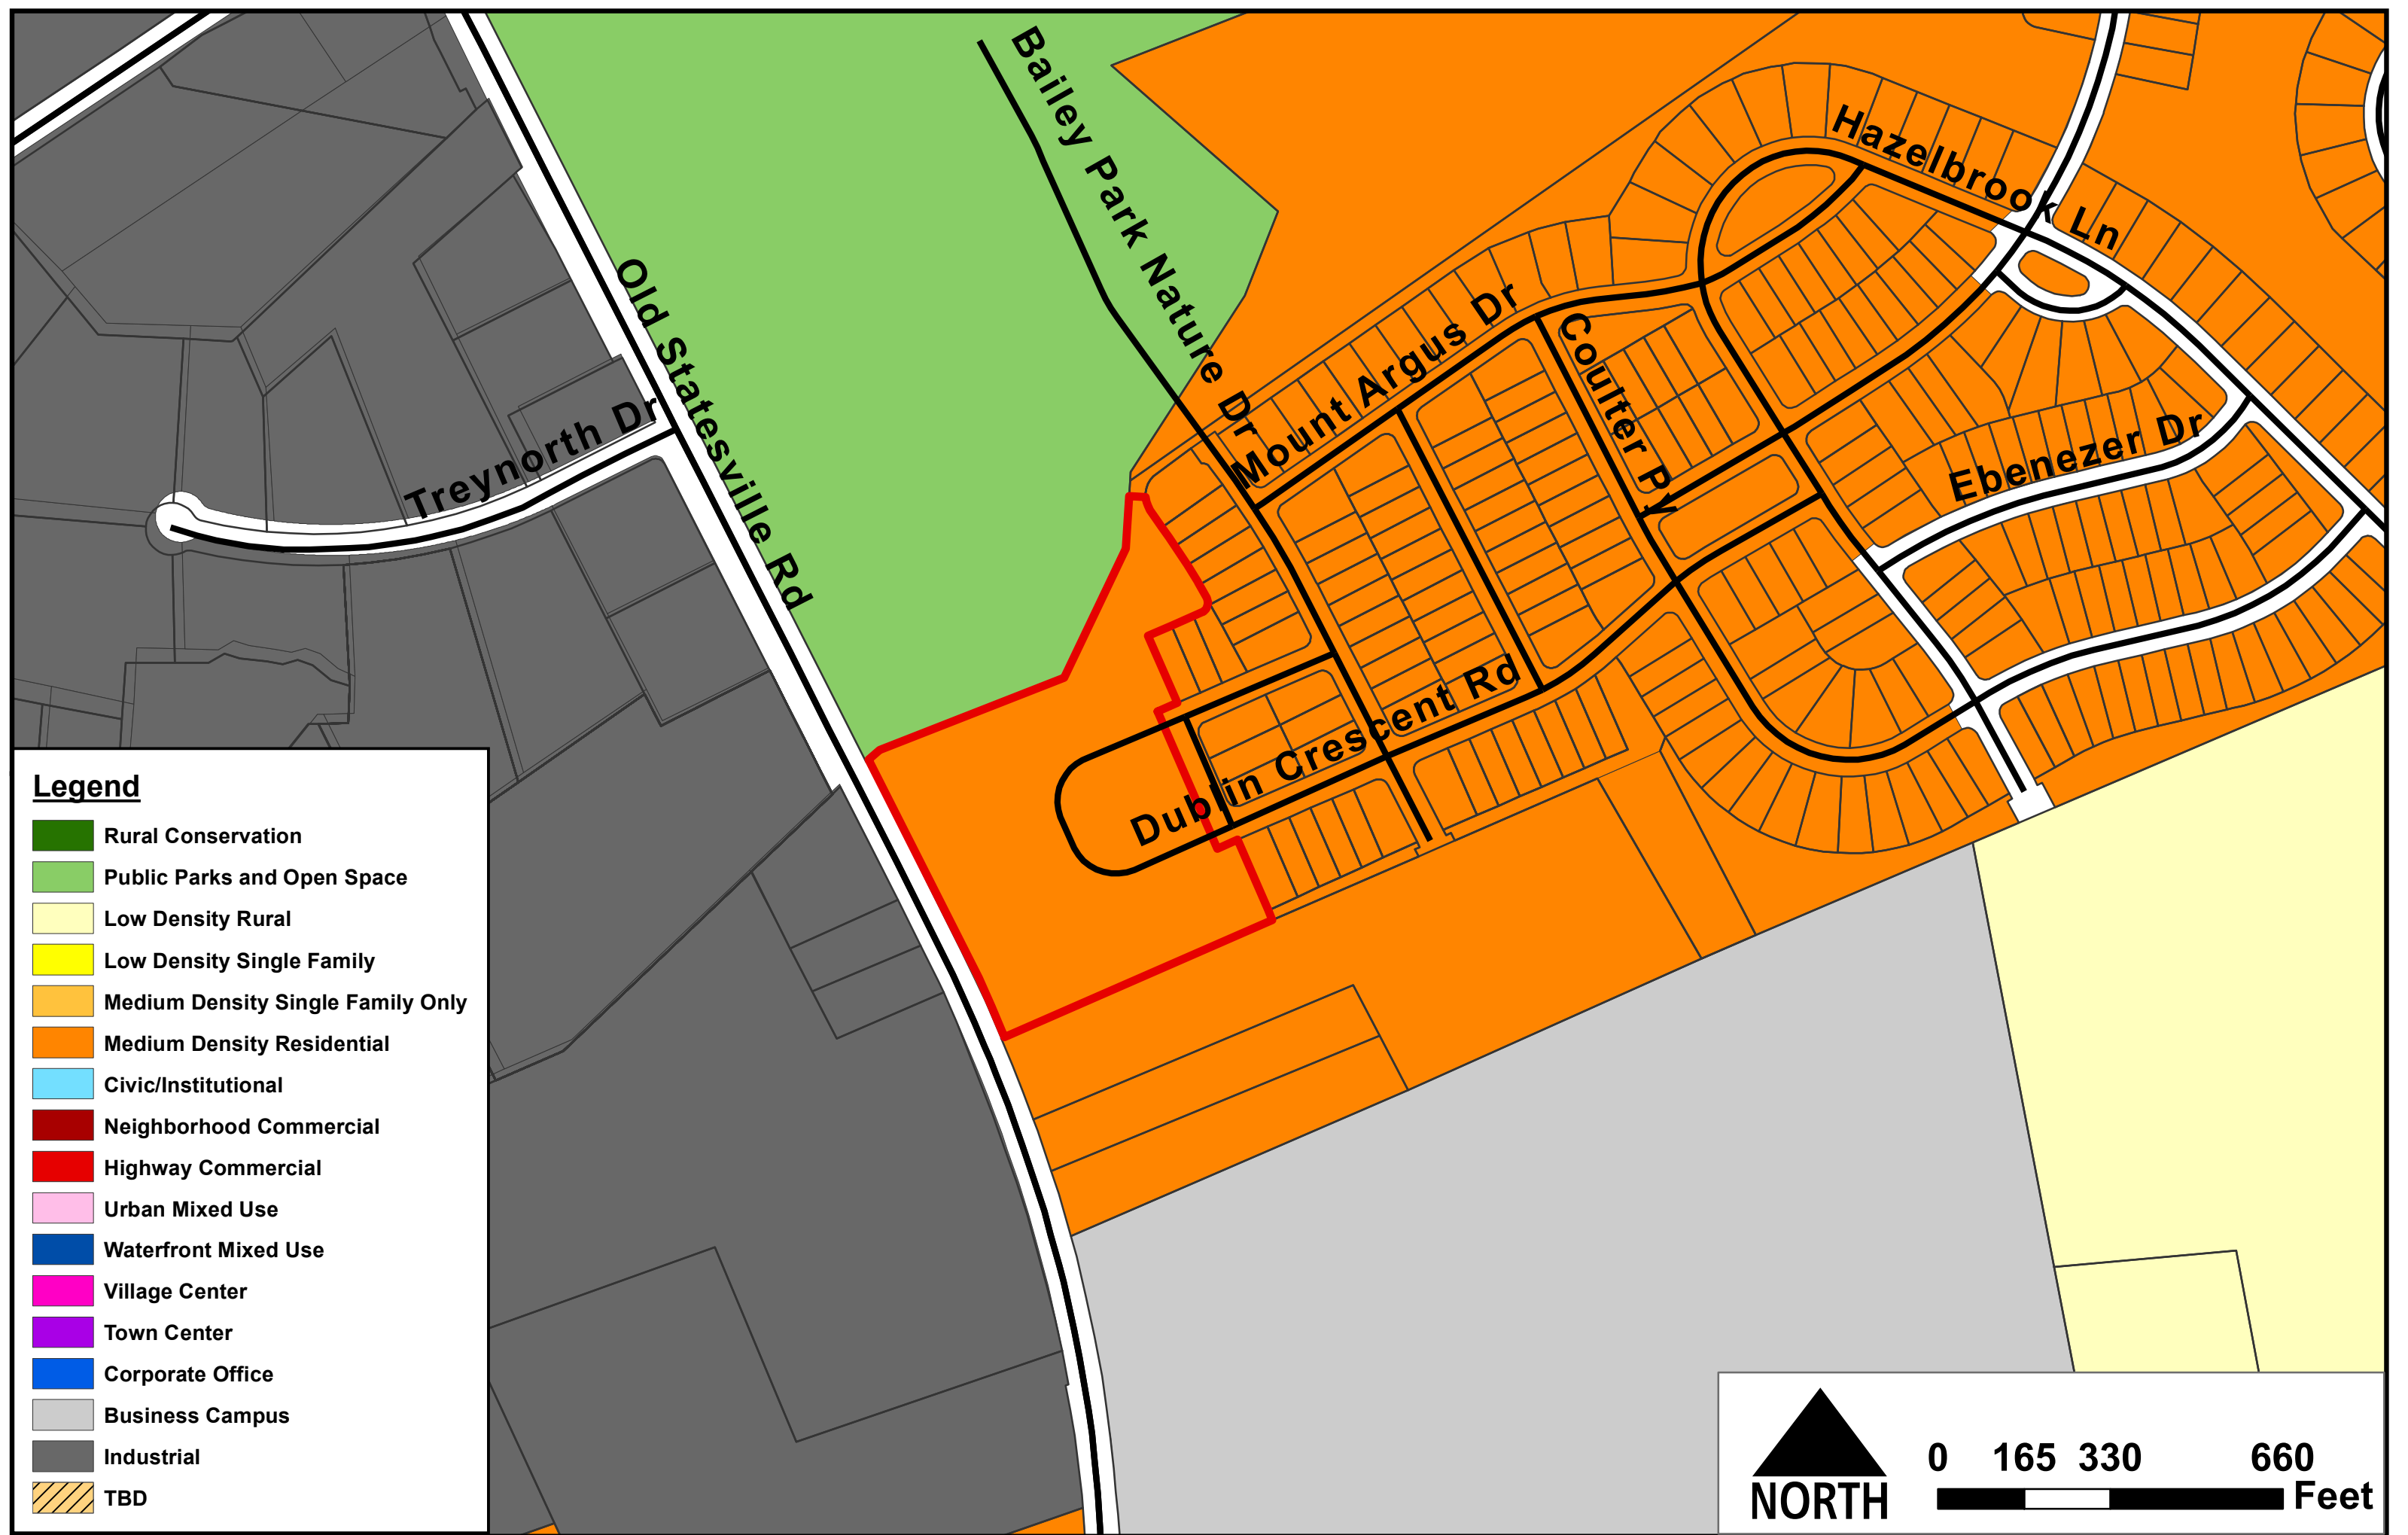 Bailey Park Nature Dr
Hazelbrook Ln
Old Statesville Rd
Mount Argus Dr
Coulter Py
Treynorth Dr
Ebenezer Dr
Dublin Crescent Rd
Legend
Rural Conservation
Public Parks and Open Space
Low Density Rural
Low Density Single Family
Medium Density Single Family Only
Medium Density Residential
Civic/Institutional
Neighborhood Commercial
Highway Commercial
Urban Mixed Use
Waterfront Mixed Use
Village Center
Town Center
Corporate Office
Business Campus
Industrial
TBD
NORTH
0 165 330 660
Feet